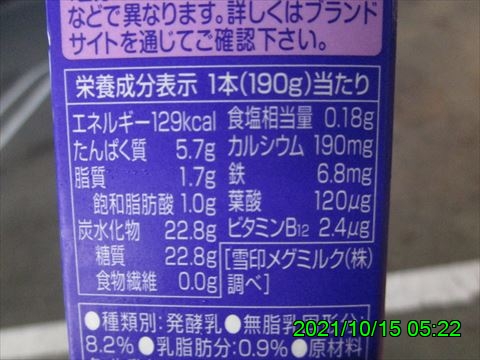 などで異なります。詳しくはブランド
サイトを通じてご確認下さい。
栄養成分表示 1本(190g)当たり
エネルギー129kcal
たんぱく質 5.7g
脂質 1.7g
飽和脂肪酸 1.0g
炭水化物 22.8g
糖質 22.8g
食物繊維 0.0g
食塩相当量 0.18g
カルシウム 190mg
鉄 6.8mg
葉酸 120μg
ビタミンB12 2.4μg
[雪印メグミルク(株)
調べ]
●種類別:発酵乳●無脂乳固形分:
8.2%●乳脂肪分:0.9%●原材料
2021/10/15 05:22